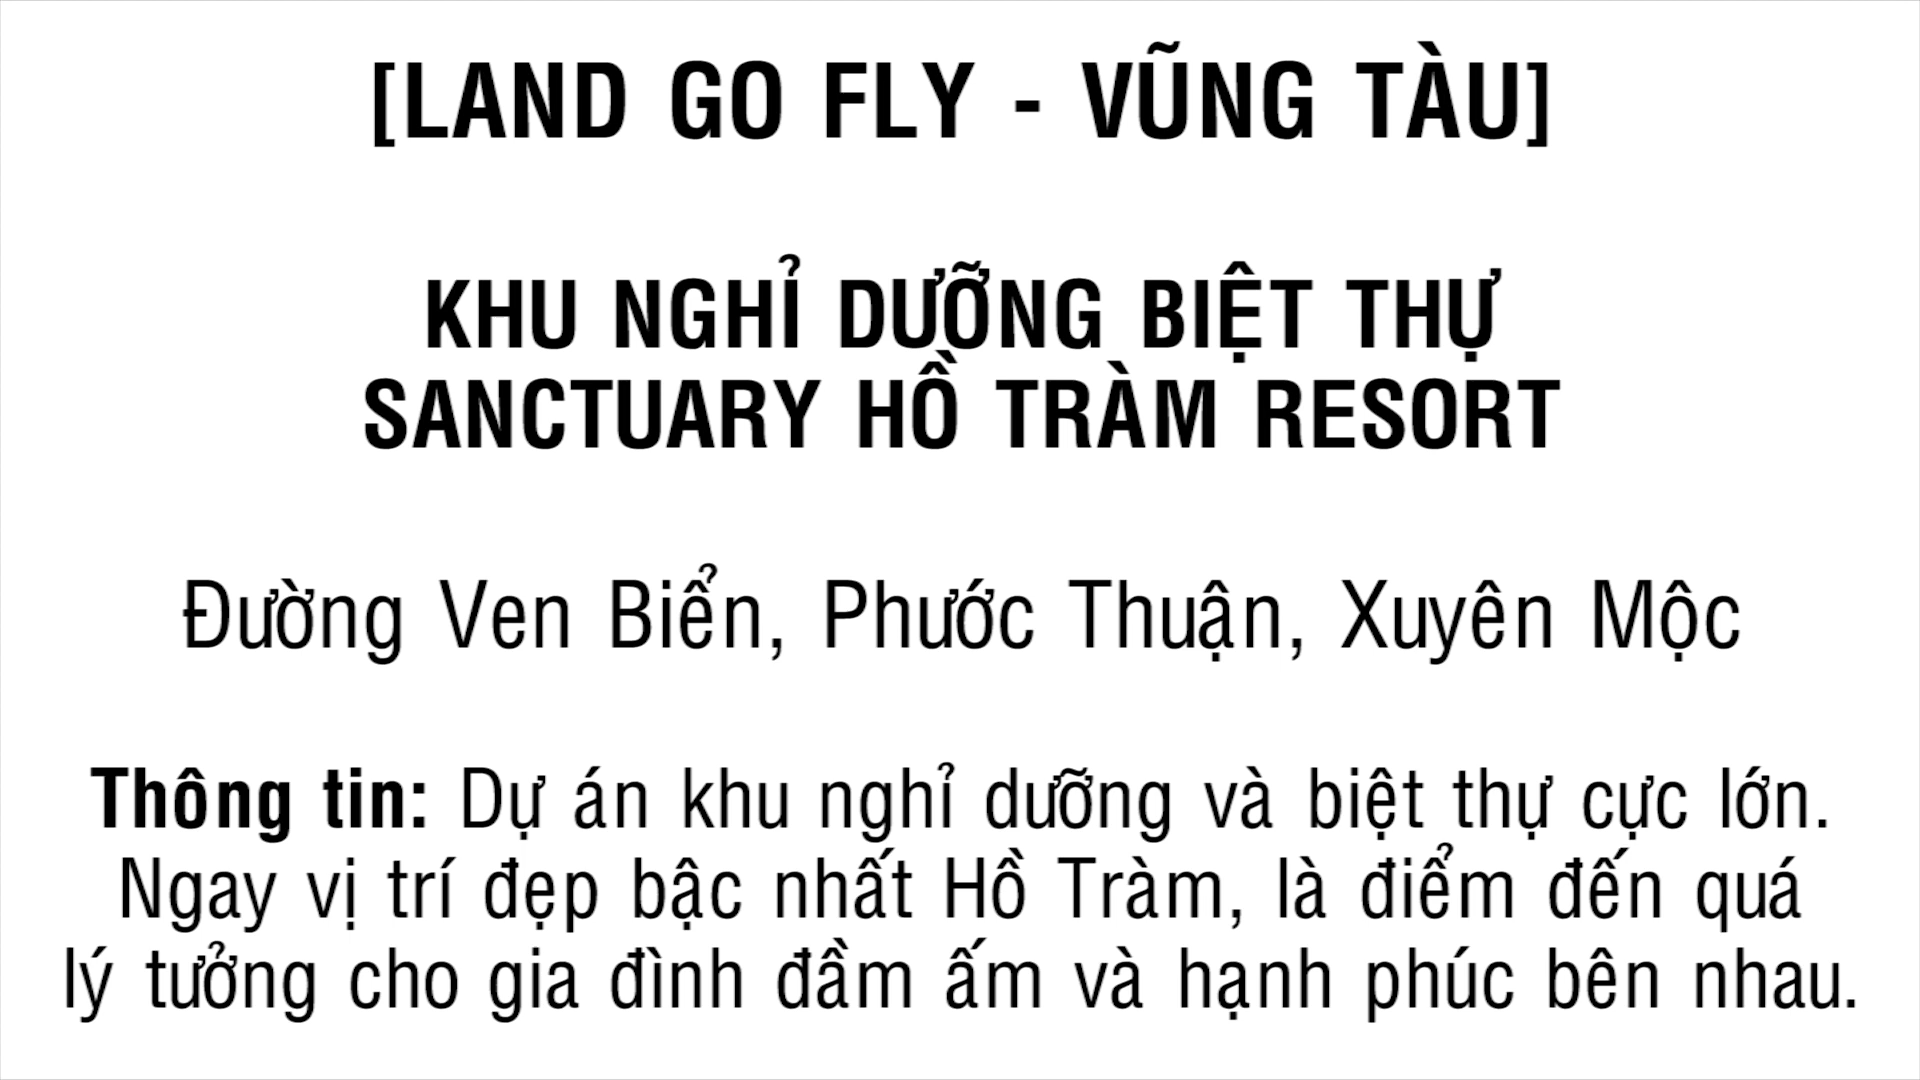 [LAND GO FLY - VŨNG TÀU]
KHU NGHỈ DƯỠNG BIỆT THỰ
SANCTUARY HỒ TRÀM RESORT
Đường Ven Biển, Phước Thuận, Xuyên Mộc
Thông tin: Dự án khu nghỉ dưỡng và biệt thự cực lớn.
Ngay vị trí đẹp bậc nhất Hồ Tràm, là điểm đến quá
lý tưởng cho gia đình đầm ấm và hạnh phúc bên nhau.